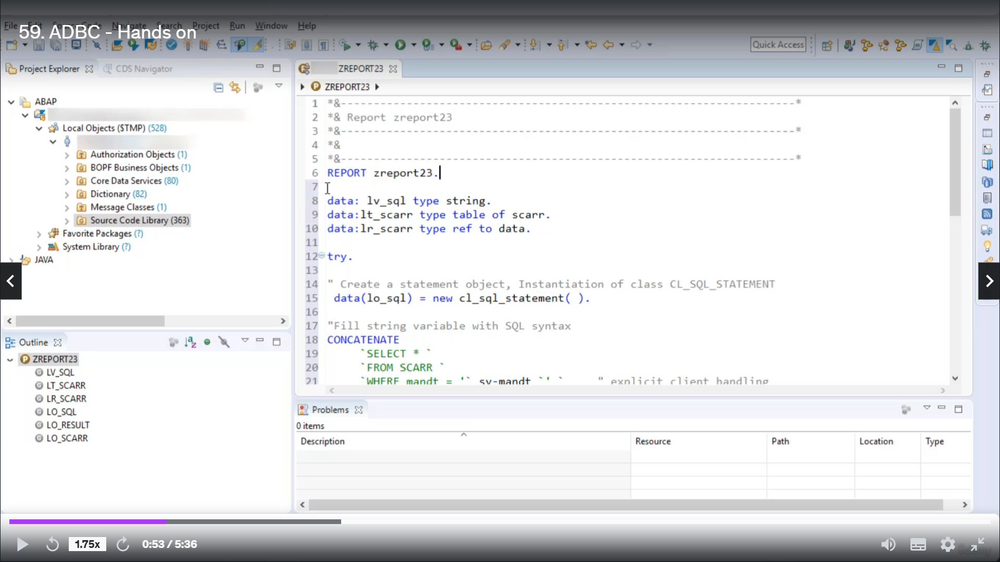 File Edit Source Code Navigate Search Project Run Window Help
59. ADBC - Hands on
Quick Access
Project Explorer
CDS Navigator
ABAP
Local Objects ($TMP) (528)
Authorization Objects (1)
BOPF Business Objects (1)
Core Data Services (80)
Dictionary (82)
Message Classes (1)
Source Code Library (363)
Favorite Packages (?)
System Library (?)
JAVA
Outline
ZREPORT23
LV_SQL
LT_SCARR
LR_SCARR
LO_SQL
LO_RESULT
LO_SCARR
ZREPORT23
ZREPORT23
1 *&---------------------------------------------------------------------*
2 *& Report zreport23
3 *&---------------------------------------------------------------------*
4 *&
5 *&---------------------------------------------------------------------*
6 REPORT zreport23.
7
8 data: lv_sql type string.
9 data:lt_scarr type table of scarr.
10 data:lr_scarr type ref to data.
11
12 try.
13
14 " Create a statement object, Instantiation of class CL_SQL_STATEMENT
15 data(lo_sql) = new cl_sql_statement( ).
16
17 "Fill string variable with SQL syntax
18 CONCATENATE
19 `SELECT * `
20 `FROM SCARR `
21 `WHERE mandt = '` sy-mandt `' ` " explicit client handling
Problems
0 items
Description Resource Path Location Type
1.75x 0:53 / 5:36
ûdemy